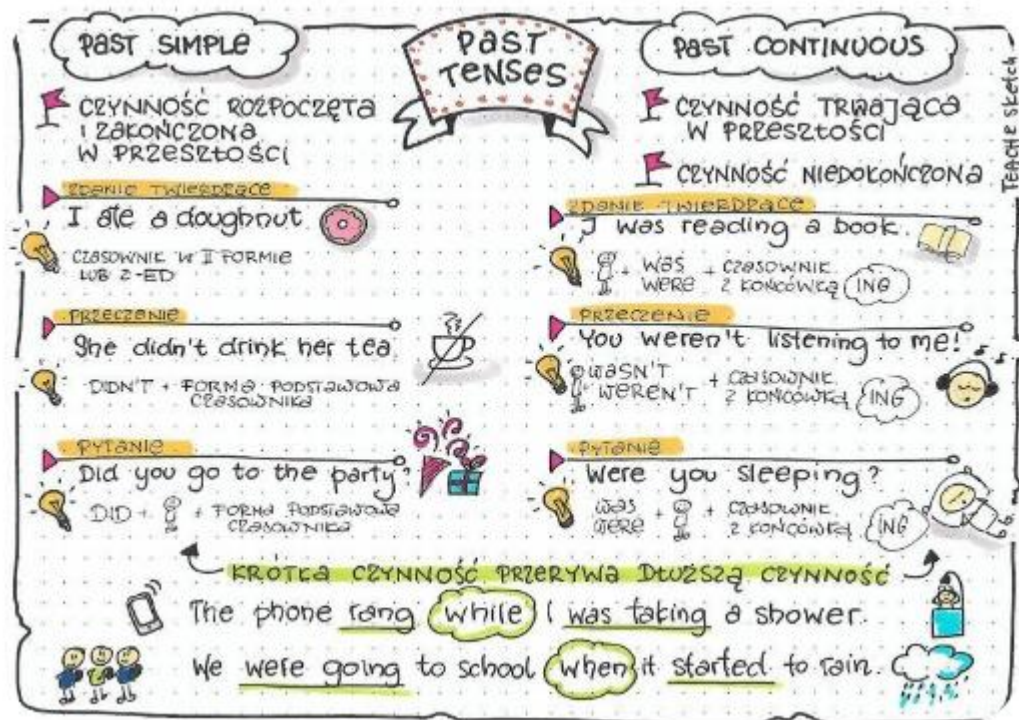 PAST TENSES
PAST SIMPLE
CZYNNOŚĆ ROZPOCZĘTA
I ZAKOŃCZONA
W PRZESZŁOŚCI
ZDANIE TWIERDZĄCE
I ate a doughnut
CZASOWNIK W II FORMIE
LUB Z -ED
PRZECZENIE
She didn't drink her tea
DIDN'T + FORMA PODSTAWOWA
CZASOWNIKA
PYTANIE
Did you go to the party?
DID + + FORMA PODSTAWOWA
CZASOWNIKA
PAST CONTINUOUS
CZYNNOŚĆ TRWAJĄCA
W PRZESZŁOŚCI
CZYNNOŚĆ NIEDOKOŃCZONA
ZDANIE TWIERDZĄCE
I was reading a book.
+ WAS + CZASOWNIK
WERE Z KOŃCÓWKĄ ING
PRZECZENIE
You weren't listening to me!
WASN'T + CZASOWNIK
WEREN'T Z KOŃCÓWKĄ ING
PYTANIE
Were you sleeping?
WAS + + CZASOWNIK
WERE Z KOŃCÓWKĄ ING
KRÓTKA CZYNNOŚĆ PRZERYWA DŁUŻSZĄ CZYNNOŚĆ
The phone rang while I was taking a shower.
We were going to school when it started to rain.
TEACHE SKETCH